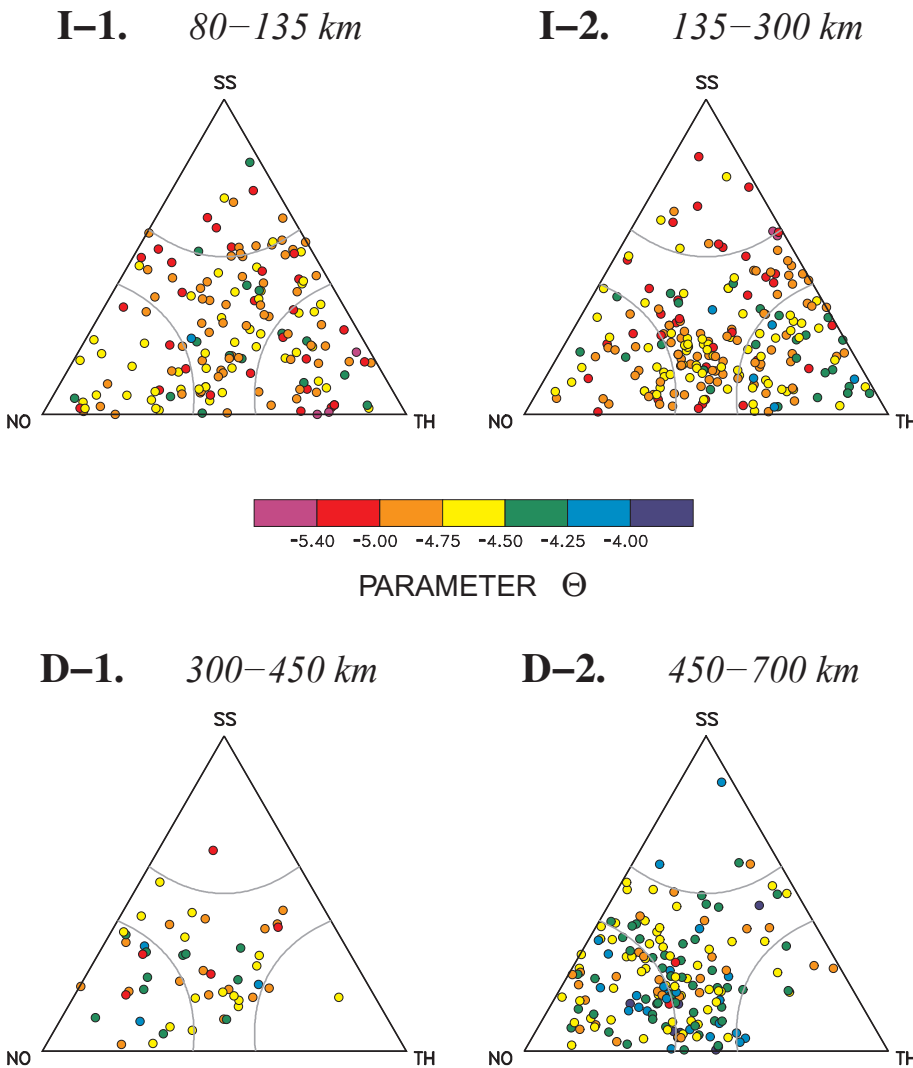 I–1. 80–135 km
I–2. 135–300 km
SS
SS
NO
TH
NO
TH
-5.40 -5.00 -4.75 -4.50 -4.25 -4.00
PARAMETER Θ
D–1. 300–450 km
D–2. 450–700 km
SS
SS
NO
TH
NO
TH